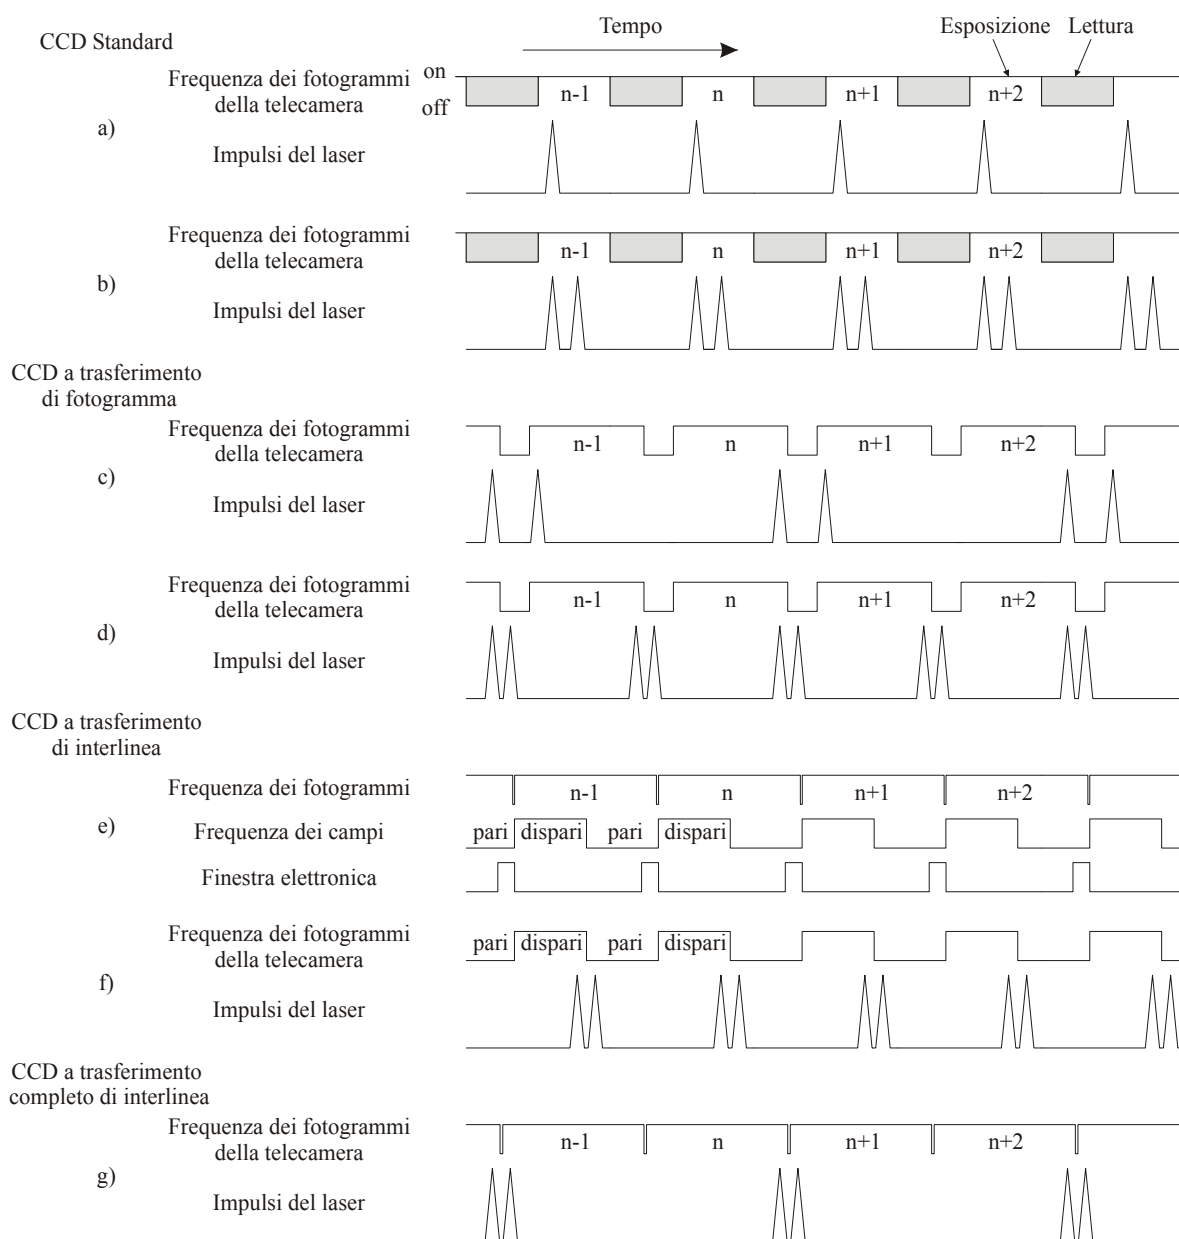 CCD Standard
Tempo
Esposizione Lettura
Frequenza dei fotogrammi
della telecamera
on
off
n-1 n n+1 n+2
a)
Impulsi del laser
Frequenza dei fotogrammi
della telecamera
n-1 n n+1 n+2
b)
Impulsi del laser
CCD a trasferimento
di fotogramma
Frequenza dei fotogrammi
della telecamera
n-1 n n+1 n+2
c)
Impulsi del laser
Frequenza dei fotogrammi
della telecamera
n-1 n n+1 n+2
d)
Impulsi del laser
CCD a trasferimento
di interlinea
Frequenza dei fotogrammi
n-1 n n+1 n+2
e)
Frequenza dei campi
pari dispari pari dispari
Finestra elettronica
Frequenza dei fotogrammi
della telecamera
pari dispari pari dispari
f)
Impulsi del laser
CCD a trasferimento
completo di interlinea
Frequenza dei fotogrammi
della telecamera
n-1 n n+1 n+2
g)
Impulsi del laser